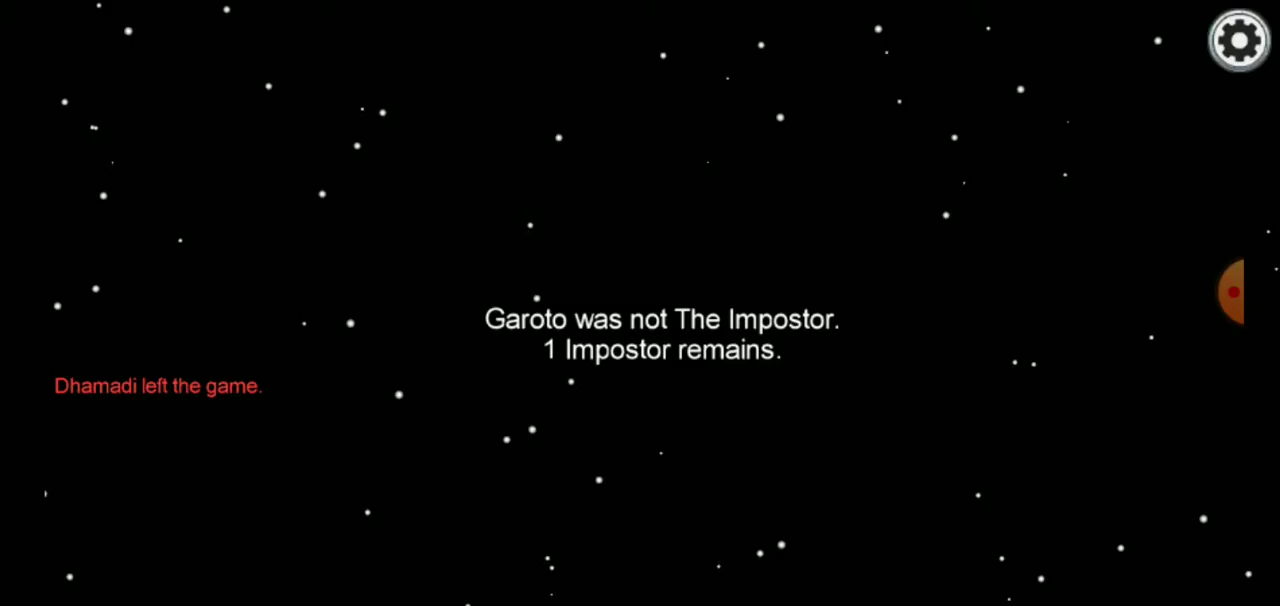 Garoto was not The Impostor.
1 Impostor remains.
Dhamadi left the game.